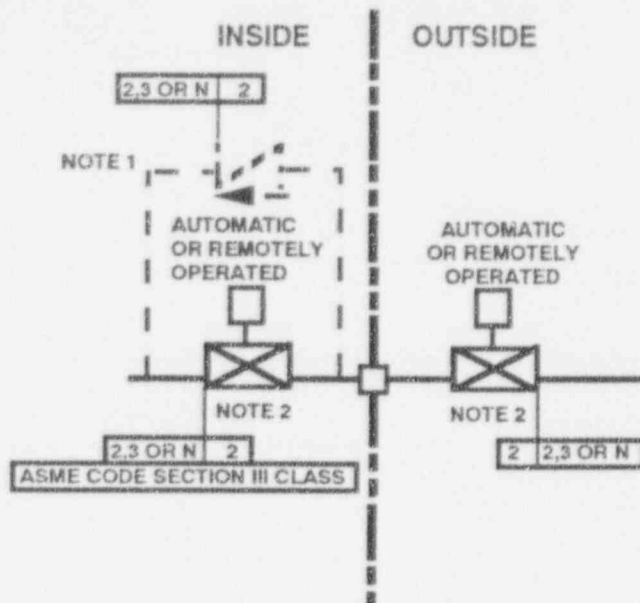 INSIDE OUTSIDE
2,3 OR N 2
NOTE 1
AUTOMATIC
OR REMOTELY
OPERATED
AUTOMATIC
OR REMOTELY
OPERATED
NOTE 2
NOTE 2
2,3 OR N 2
2 2,3 OR N
ASME CODE SECTION III CLASS